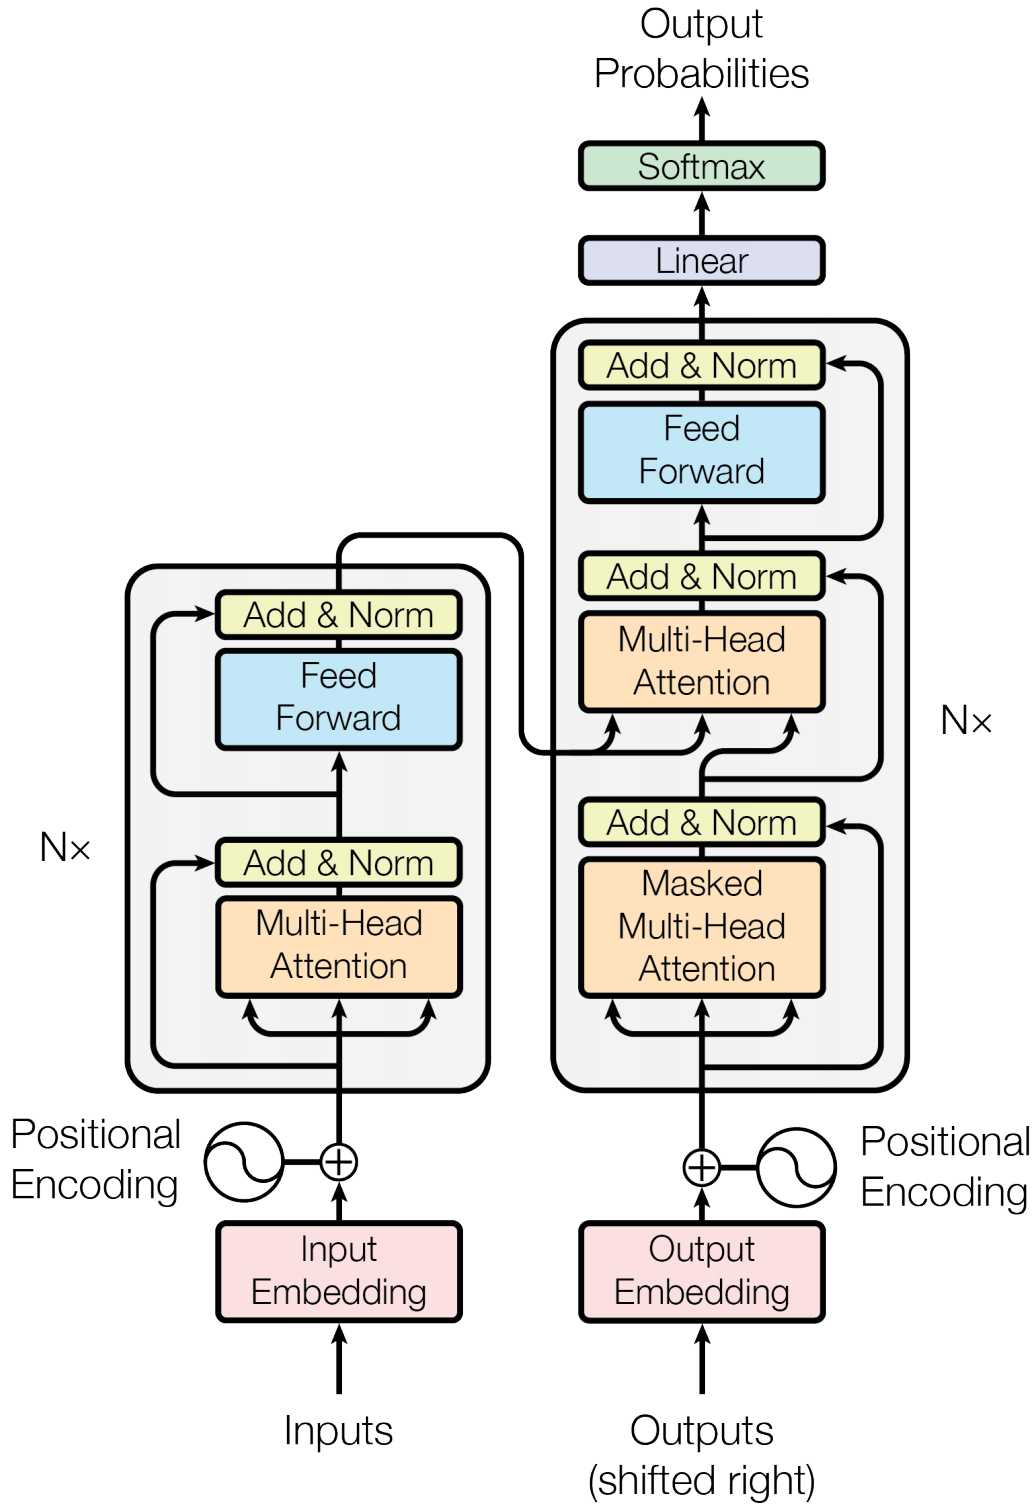 Output
Probabilities
Softmax
Linear
Add & Norm
Feed
Forward
Add & Norm
Multi-Head
Attention
Add & Norm
Masked
Multi-Head
Attention
N×
Add & Norm
Feed
Forward
Add & Norm
Multi-Head
Attention
N×
Positional
Encoding
Positional
Encoding
Input
Embedding
Output
Embedding
Inputs
Outputs
(shifted right)